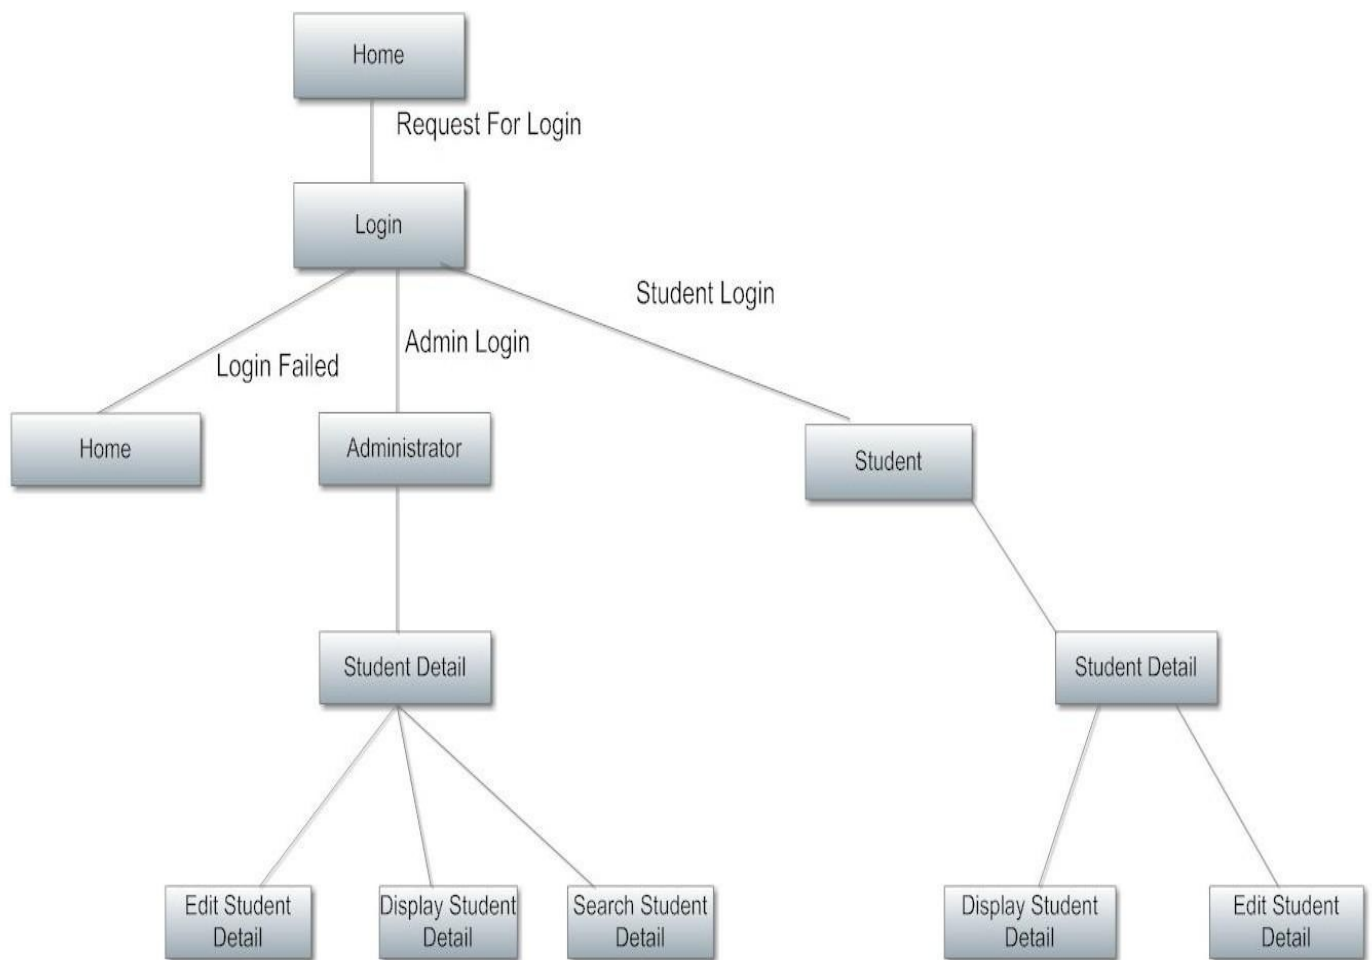 Home
Request For Login
Login
Student Login
Admin Login
Login Failed
Home
Administrator
Student
Student Detail
Student Detail
Edit Student
Detail
Display Student
Detail
Search Student
Detail
Display Student
Detail
Edit Student
Detail